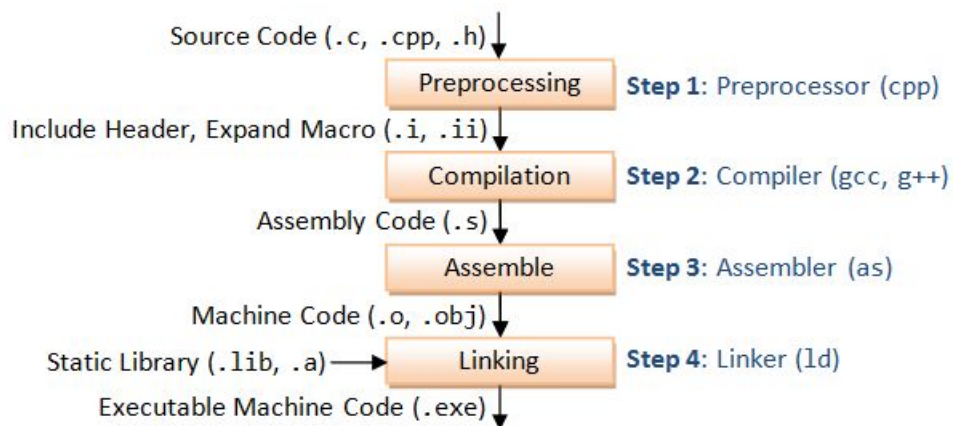 Source Code (.c, .cpp, .h)
Preprocessing
Step 1: Preprocessor (cpp)
Include Header, Expand Macro (.i, .ii)
Compilation
Step 2: Compiler (gcc, g++)
Assembly Code (.s)
Assemble
Step 3: Assembler (as)
Machine Code (.o, .obj)
Static Library (.lib, .a)
Linking
Step 4: Linker (ld)
Executable Machine Code (.exe)